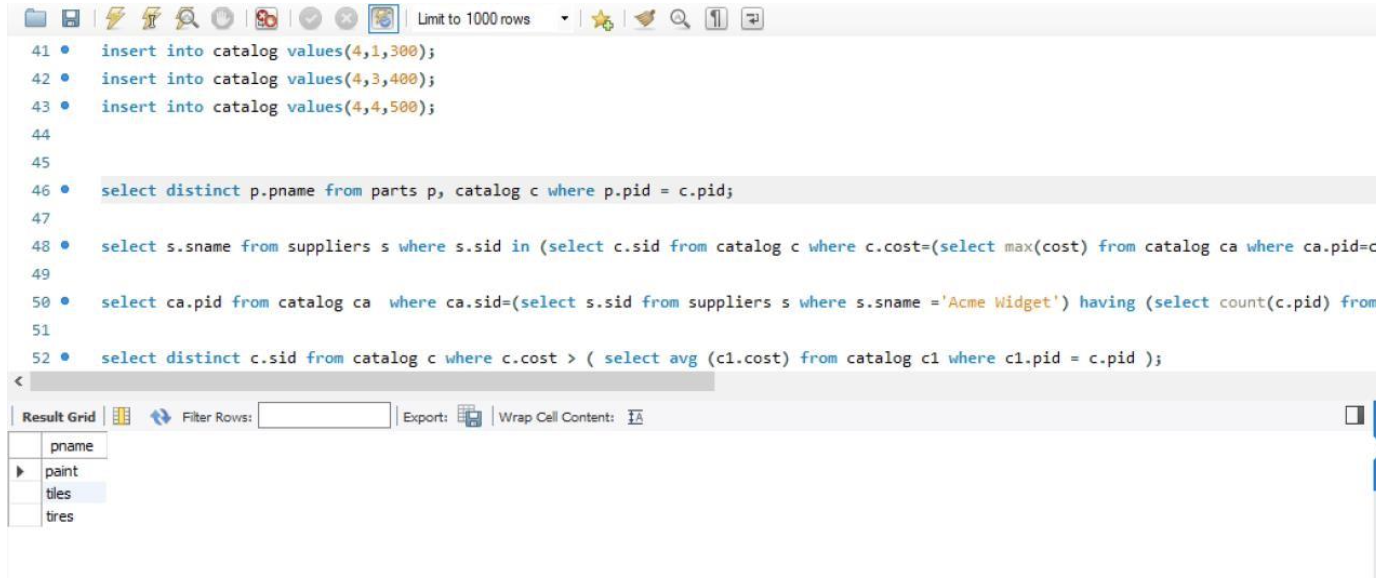 Limit to 1000 rows
41 insert into catalog values(4,1,300);
42 insert into catalog values(4,3,400);
43 insert into catalog values(4,4,500);
44
45
46 select distinct p.pname from parts p, catalog c where p.pid = c.pid;
47
48 select s.sname from suppliers s where s.sid in (select c.sid from catalog c where c.cost=(select max(cost) from catalog ca where ca.pid=c
49
50 select ca.pid from catalog ca  where ca.sid=(select s.sid from suppliers s where s.sname ='Acme Widget') having (select count(c.pid) from
51
52 select distinct c.sid from catalog c where c.cost > ( select avg (c1.cost) from catalog c1 where c1.pid = c.pid );
Result Grid Filter Rows: Export: Wrap Cell Content:
pname
paint
tiles
tires